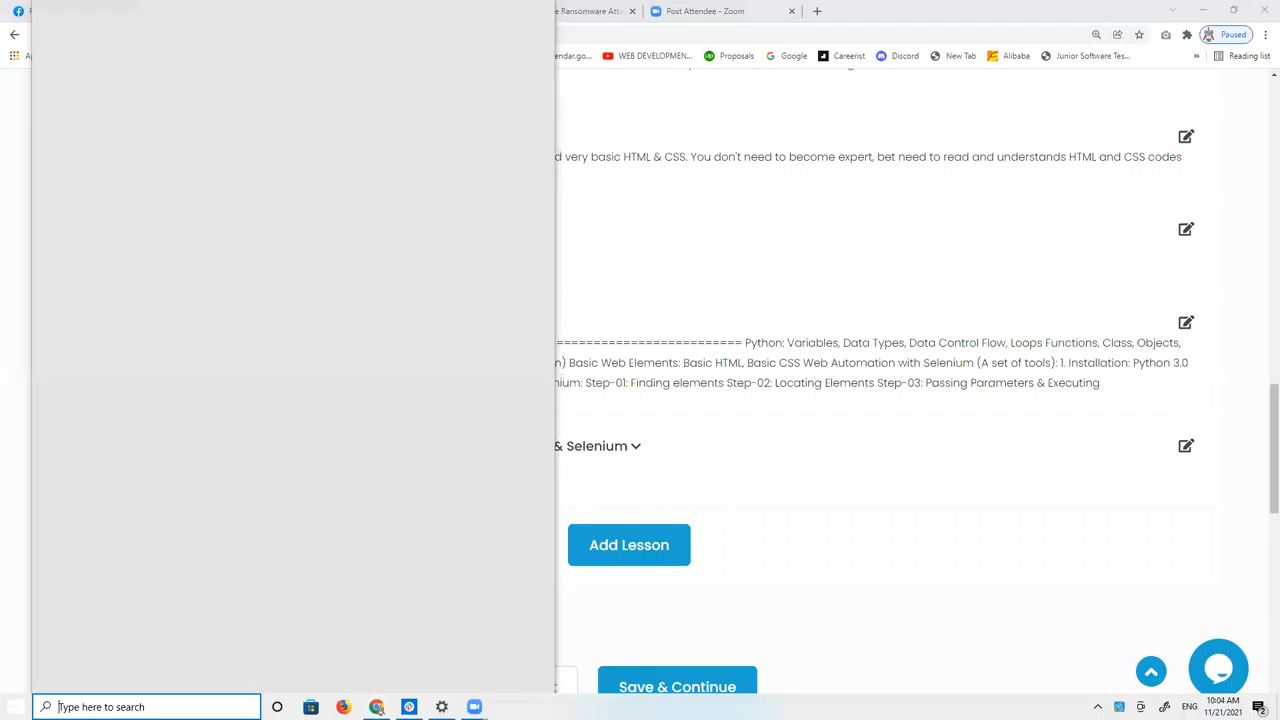 e Ransomware Atta
Post Attendee - Zoom
Paused
endar.go...
WEB DEVELOPMEN...
Proposals
Google
Careerist
Discord
New Tab
Alibaba
Junior Software Tes...
»
Reading list
d very basic HTML & CSS. You don't need to become expert, bet need to read and understands HTML and CSS codes
========================= Python: Variables, Data Types, Data Control Flow, Loops Functions, Class, Objects,
n) Basic Web Elements: Basic HTML, Basic CSS Web Automation with Selenium (A set of tools): 1. Installation: Python 3.0
nium: Step-01: Finding elements Step-02: Locating Elements Step-03: Passing Parameters & Executing
& Selenium
Add Lesson
Save & Continue
Type here to search
ENG
10:04 AM
11/21/2021
2